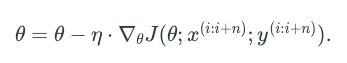 θ = θ − η · ∇_θ J(θ; x^{(i:i+n)}; y^{(i:i+n)}).